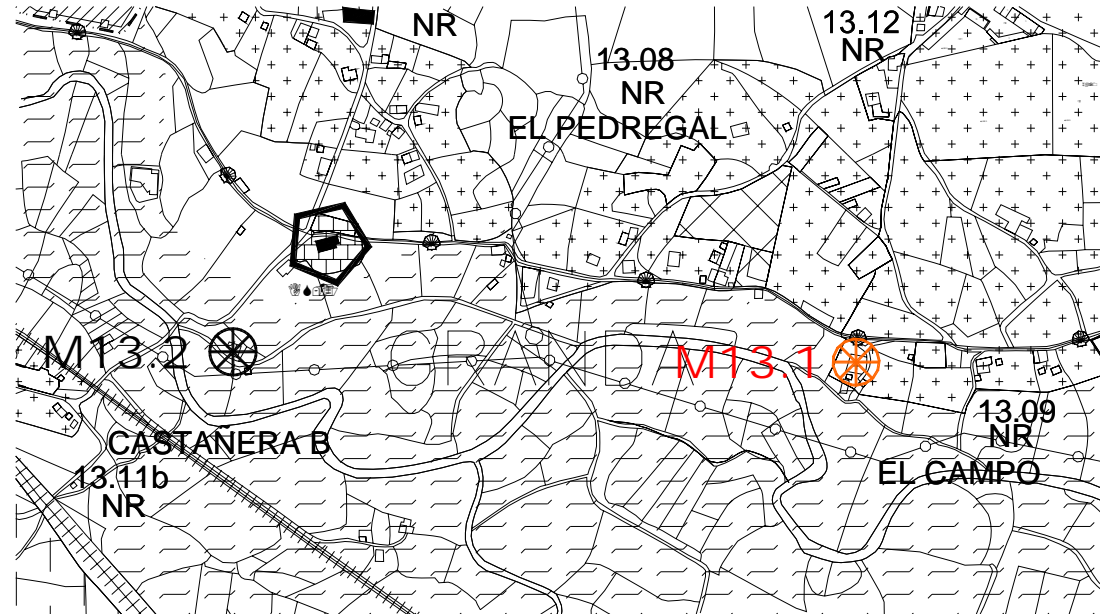 NR
13.12
NR
13.08
NR
EL PEDREGAL
M13.2
GRANDA
M13.1
13.09
NR
CASTAÑERA B
13.11b
NR
EL CAMPO